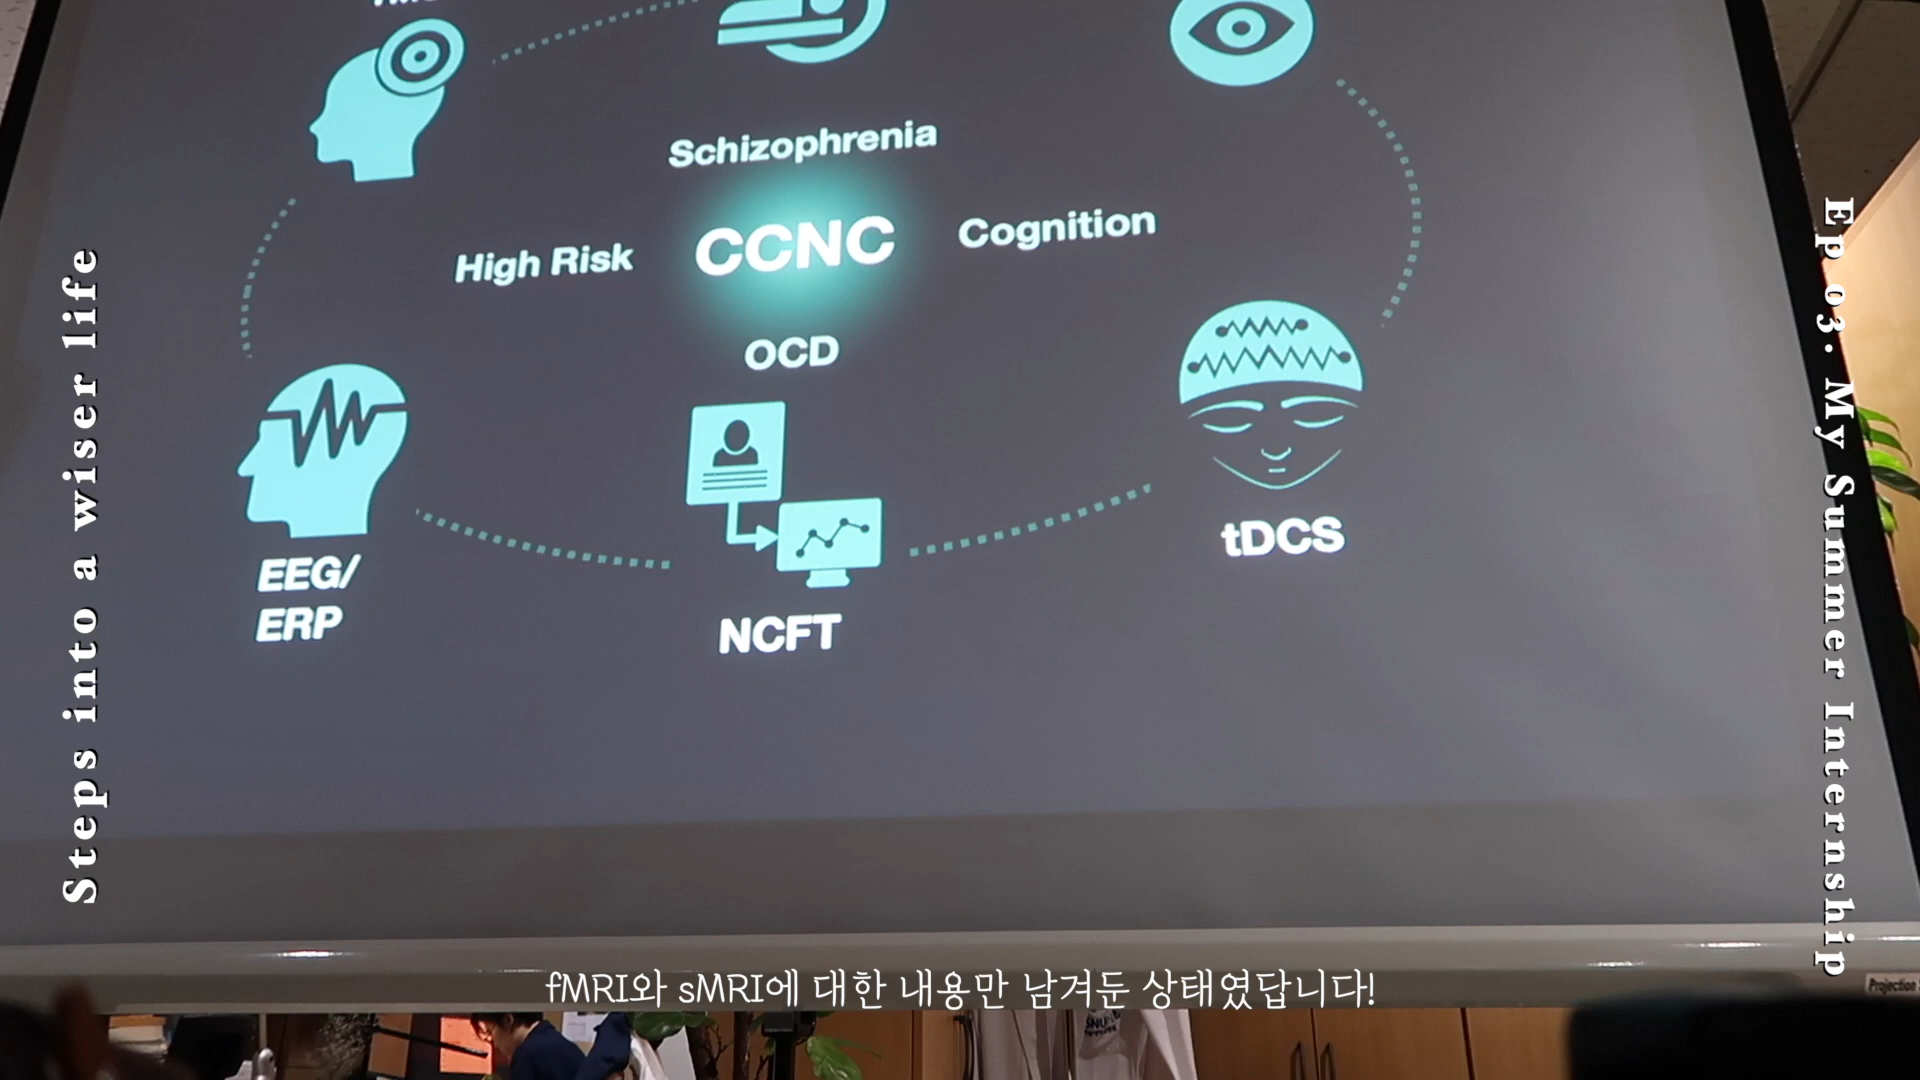 Schizophrenia
High Risk
CCNC
Cognition
OCD
EEG/
ERP
NCFT
tDCS
Steps into a wiser life
Ep 03. My Summer Internship
fMRI와 sMRI에 대한 내용만 남겨둔 상태였답니다!
Projection